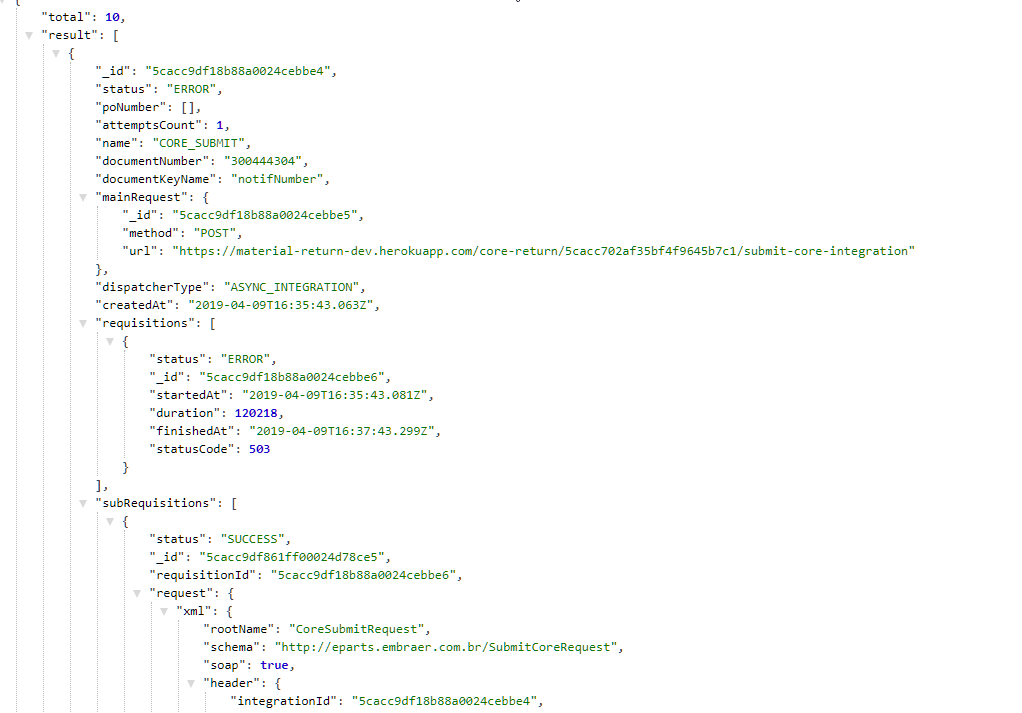 {
"total": 10,
"result": [
{
"_id": "5cacc9df18b88a0024cebbe4",
"status": "ERROR",
"poNumber": [],
"attemptsCount": 1,
"name": "CORE_SUBMIT",
"documentNumber": "300444304",
"documentKeyName": "notifNumber",
"mainRequest": {
"_id": "5cacc9df18b88a0024cebbe5",
"method": "POST",
"url": "https://material-return-dev.herokuapp.com/core-return/5cacc702af35bf4f9645b7c1/submit-core-integration"
},
"dispatcherType": "ASYNC_INTEGRATION",
"createdAt": "2019-04-09T16:35:43.063Z",
"requisitions": [
{
"status": "ERROR",
"_id": "5cacc9df18b88a0024cebbe6",
"startedAt": "2019-04-09T16:35:43.081Z",
"duration": 120218,
"finishedAt": "2019-04-09T16:37:43.299Z",
"statusCode": 503
}
],
"subRequisitions": [
{
"status": "SUCCESS",
"_id": "5cacc9df861ff00024d78ce5",
"requisitionId": "5cacc9df18b88a0024cebbe6",
"request": {
"xml": {
"rootName": "CoreSubmitRequest",
"schema": "http://eparts.embraer.com.br/SubmitCoreRequest",
"soap": true,
"header": {
"integrationId": "5cacc9df18b88a0024cebbe4",